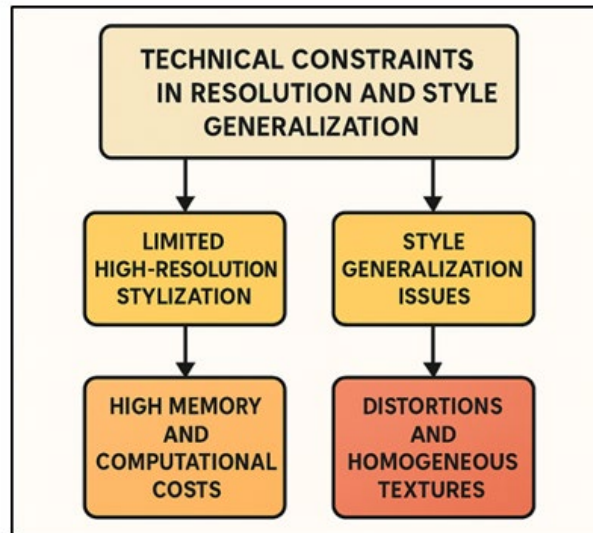 TECHNICAL CONSTRAINTS
IN RESOLUTION AND STYLE
GENERALIZATION
LIMITED
HIGH-RESOLUTION
STYLIZATION
STYLE
GENERALIZATION
ISSUES
HIGH MEMORY
AND
COMPUTATIONAL
COSTS
DISTORTIONS
AND
HOMOGENEOUS
TEXTURES